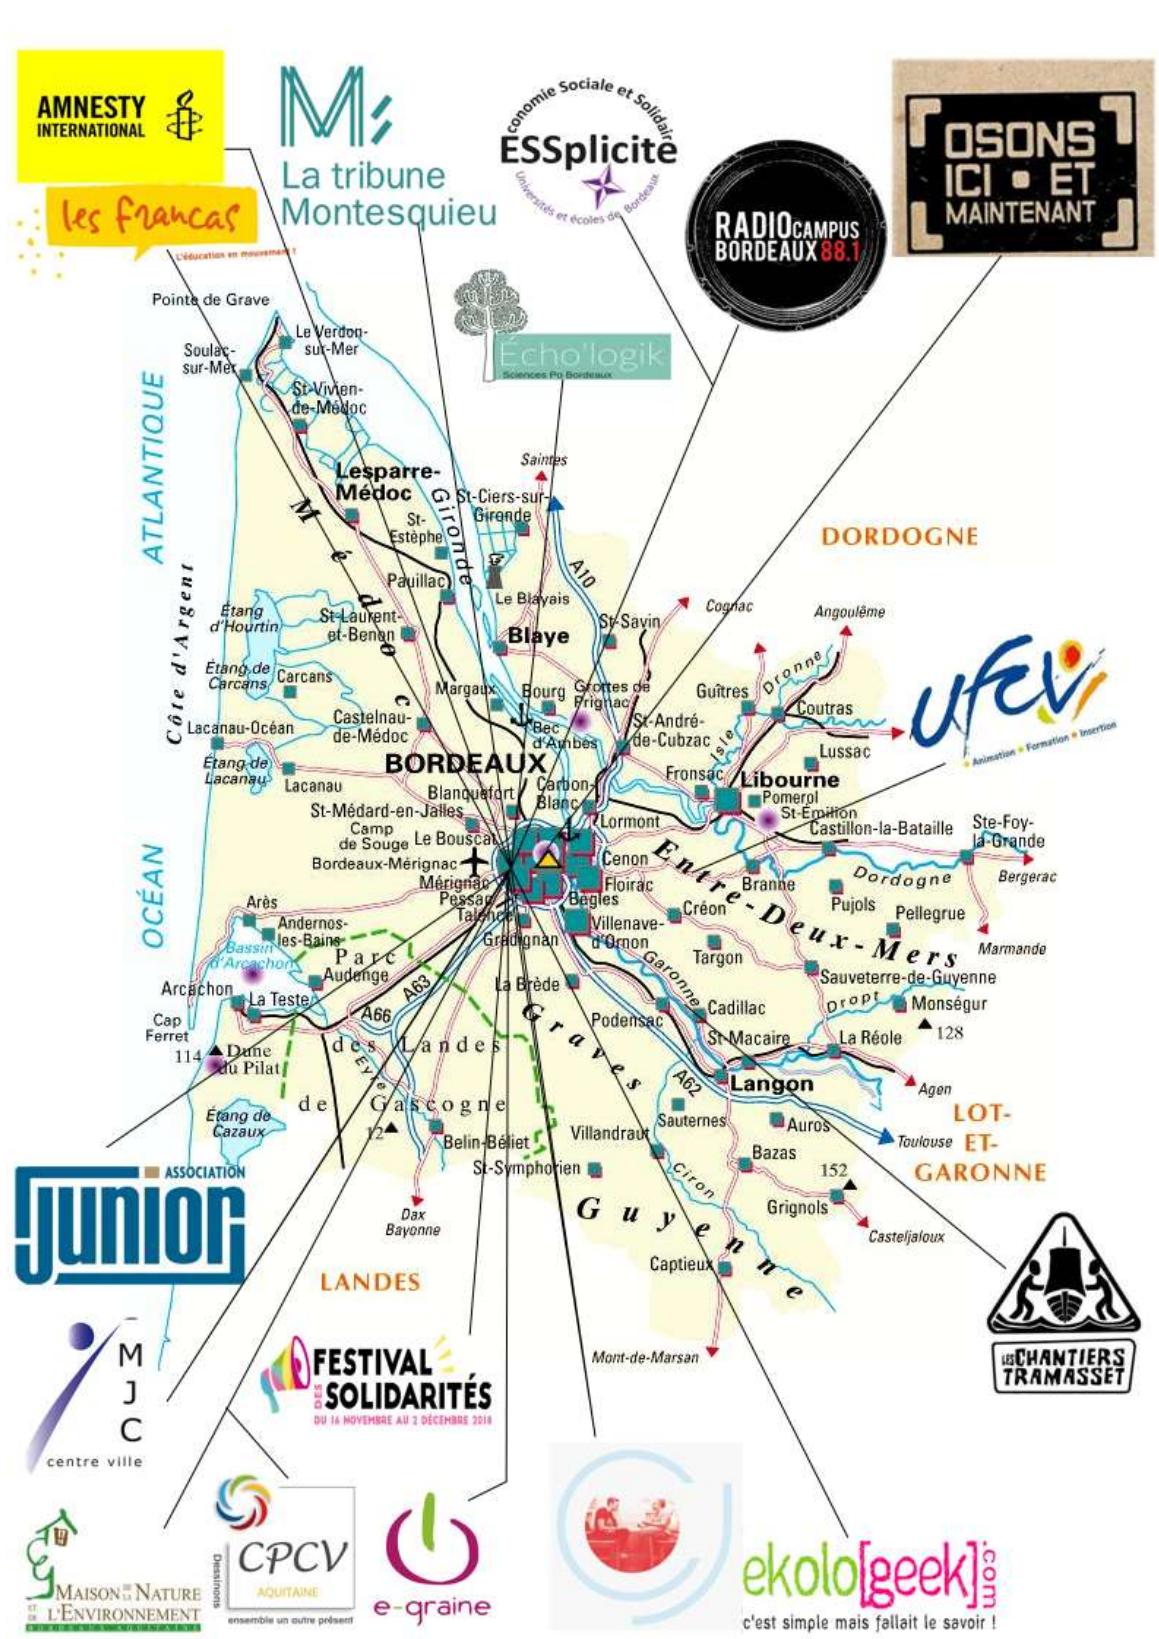 AMNESTY
INTERNATIONAL
les francas
L'éducation en mouvement !
M:
La tribune
Montesquieu
Économie Sociale et Solidaire
ESSplicite
Universités et écoles de Bordeaux
RADIO CAMPUS
BORDEAUX 88.1
OSONS
ICI • ET
MAINTENANT
Écho'logik
Sciences Po Bordeaux
Pointe de Grave
Le Verdon-
sur-Mer
Soulac-
sur-Mer
St-Vivien-
de-Médoc
ATLANTIQUE
Lesparre-
Médoc
Médoc
Gironde
Saintes
St-Ciers-sur-
Gironde
St-
Estèphe
A10
DORDOGNE
Pauillac
Le Blayais
Côte d'Argent
Étang
d'Hourtin
St-Laurent-
et-Benon
Blaye
St-Savin
Cognac
Angoulême
Étang de
Carcans
Carcans
Margaux
Bourg
Grottes de
Prignac
Guîtres
Dronne
Coutras
ufcv
Animation • Formation • Insertion
Lacanau-Océan
Castelnau-
de-Médoc
Bec
d'Ambès
St-André-
de-Cubzac
Isle
Lussac
Étang de
Lacanau
Lacanau
BORDEAUX
Fronsac
Libourne
Blanquefort
Carbon-
Blanc
Pomerol
St-Émilion
St-Médard-en-Jalles
Lormont
Castillon-la-Bataille
Ste-Foy-
la-Grande
Camp
de Souge
Le Bouscat
Bordeaux-Mérignac
Cenon
Entre-Deux-Mers
Mérignac
Floirac
Branne
Dordogne
Bergerac
Pessac
Bègles
Talence
Créon
Pujols
Pellegrue
OCÉAN
Arès
Andernos-
les-Bains
Villenave-
d'Ornon
Gradignan
Marmande
Bassin
d'Arcachon
Parc
Audenge
Targon
Garonne
Sauveterre-de-Guyenne
Arcachon
La Teste
A63
La Brède
Cadillac
Dropt
Monségur
Cap
Ferret
A66
Graves
Podensac
128
114
Dune
du Pilat
des Landes
St-Macaire
La Réole
Eyre
A62
Langon
Agen
Étang de
Cazaux
de Gascogne
LOT-
ET-
GARONNE
12
Belin-Béliet
Villandraut
Sauternes
Auros
Toulouse
St-Symphorien
Ciron
Bazas
152
Guyenne
Grignols
Dax
Bayonne
Casteljaloux
Captieux
LANDES
Mont-de-Marsan
ASSOCIATION
JUNIOR
M
J
C
centre ville
FESTIVAL
DES
SOLIDARITÉS
DU 16 NOVEMBRE AU 2 DÉCEMBRE 2018
LES CHANTIERS
TRAMASSET
MAISON DE LA NATURE
ET DE L'ENVIRONNEMENT
BORDEAUX AQUITAINE
Dessinons
CPCV
AQUITAINE
ensemble un autre présent
e-graine
ekolo[geek].com
c'est simple mais fallait le savoir !